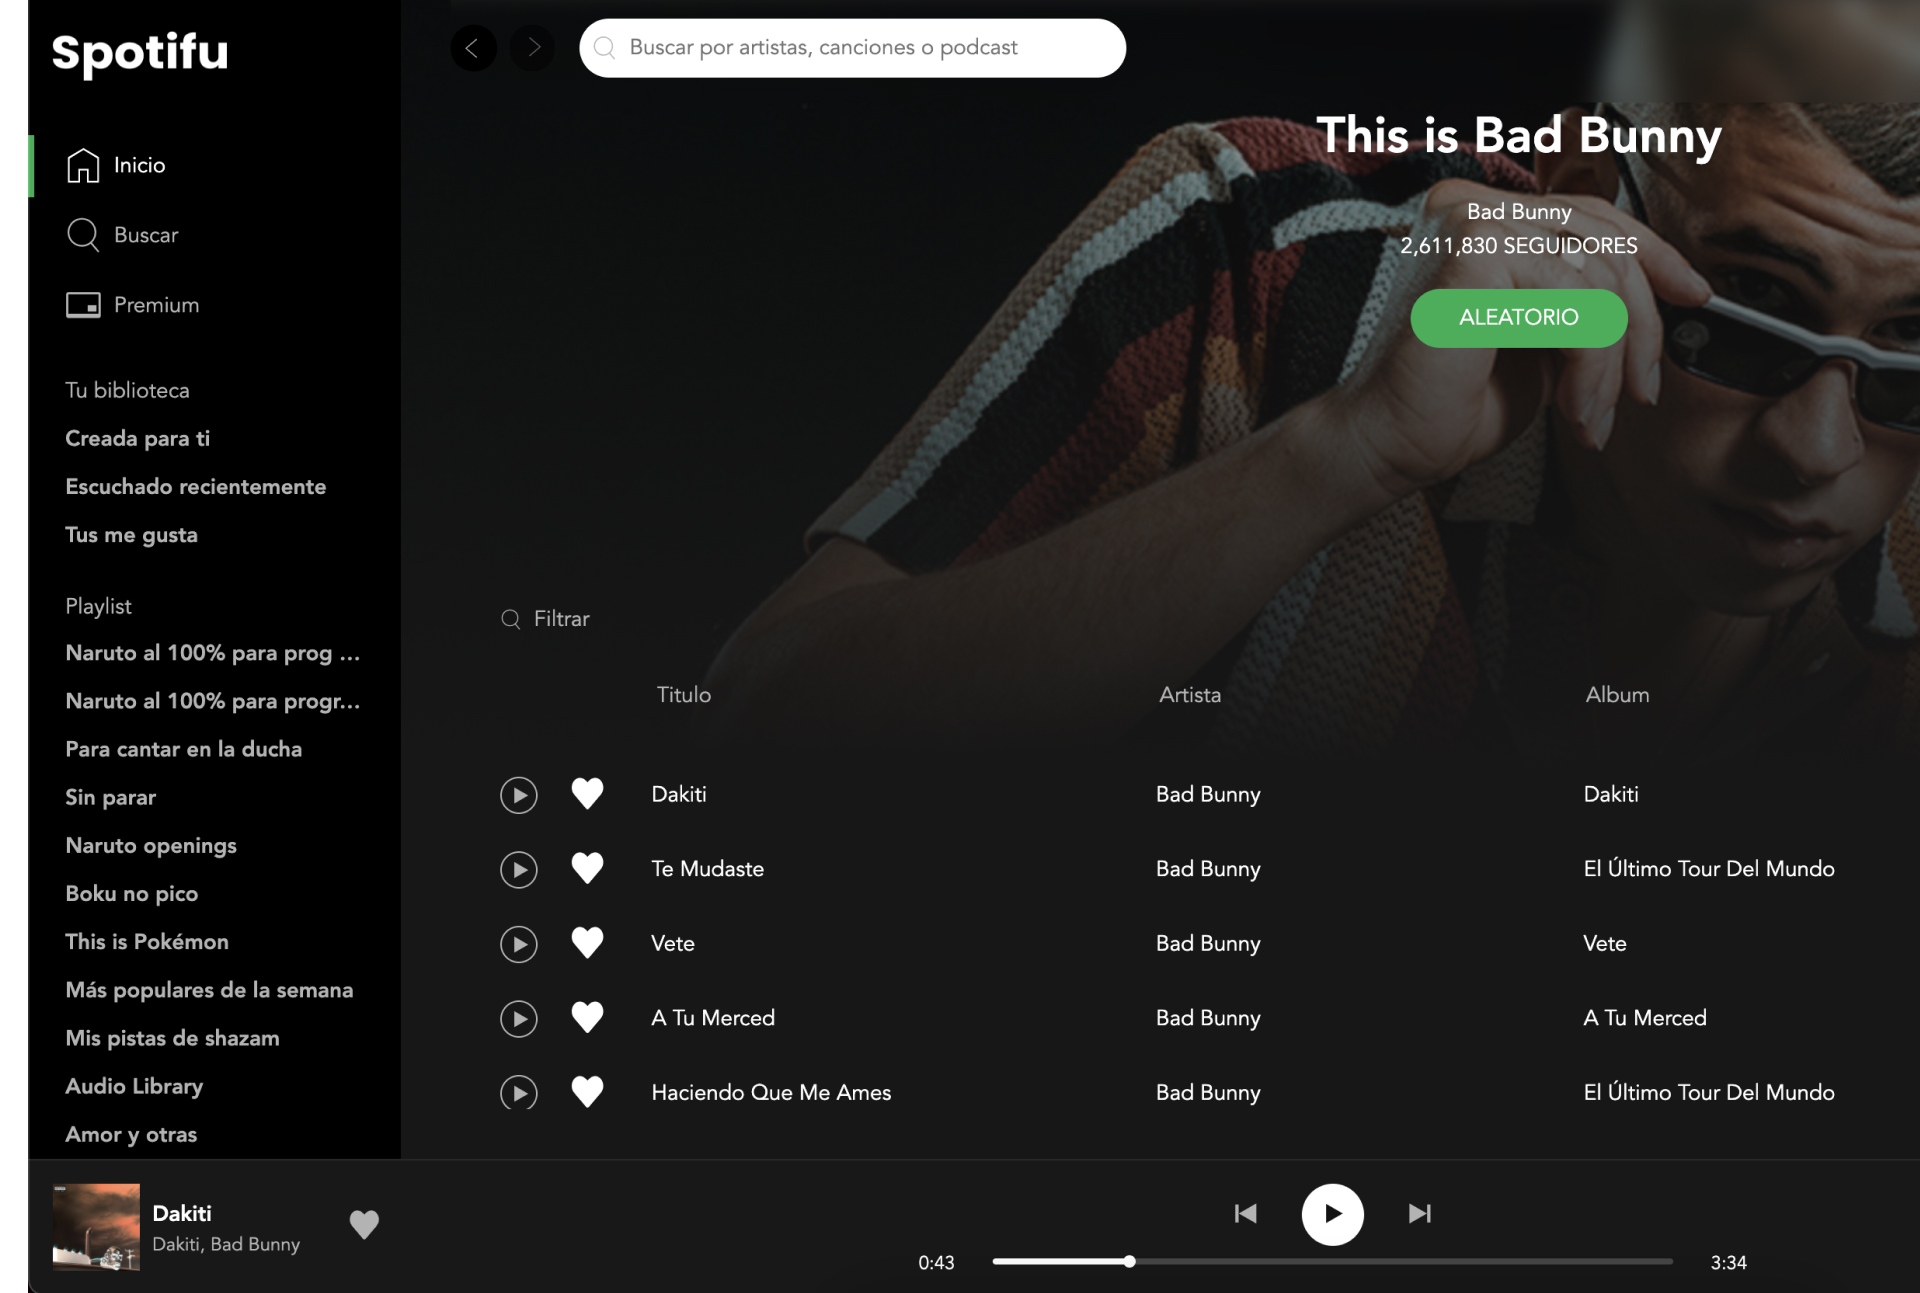 Spotifu
Buscar por artistas, canciones o podcast
Inicio
Buscar
Premium
Tu biblioteca
Creada para ti
Escuchado recientemente
Tus me gusta
Playlist
Naruto al 100% para prog ...
Naruto al 100% para progr...
Para cantar en la ducha
Sin parar
Naruto openings
Boku no pico
This is Pokémon
Más populares de la semana
Mis pistas de shazam
Audio Library
Amor y otras
This is Bad Bunny
Bad Bunny
2,611,830 SEGUIDORES
ALEATORIO
Filtrar
Titulo Artista Album
Dakiti Bad Bunny Dakiti
Te Mudaste Bad Bunny El Último Tour Del Mundo
Vete Bad Bunny Vete
A Tu Merced Bad Bunny A Tu Merced
Haciendo Que Me Ames Bad Bunny El Último Tour Del Mundo
Dakiti
Dakiti, Bad Bunny
0:43 3:34